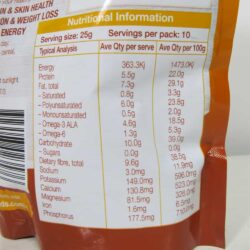 & SKIN HEALTH
ON & WEIGHT LOSS
ENERGY
sunlight
Nutritional Information
Serving size: 25g Servings per pack: 10
Typical Analysis Ave Qty per serve Ave Qty per 100g
Energy 363.3Kj 1473.0Kj
Protein 5.5g 22.0g
Fat, total 7.3g 29.1g
- Saturated 0.8g 3.3g
- Polyunsaturated 6.0g 23.8g
- Monounsaturated 0.5g 2.0g
- Omega-3 ALA 4.6g 18.5g
- Omega-6 1.3g 5.3g
Carbohydrate 10.0g 39.0g
- Sugars 0.0g 0.0g
Dietary fibre 9.6g 38.5g
Sodium 3.0mg 11.9mg
Potassium 149.0mg 596.0mg
Calcium 130.8mg 523.0mg
Magnesium 81.5mg 326.0mg
Iron 1.6mg
Phosphorus 177.5mg